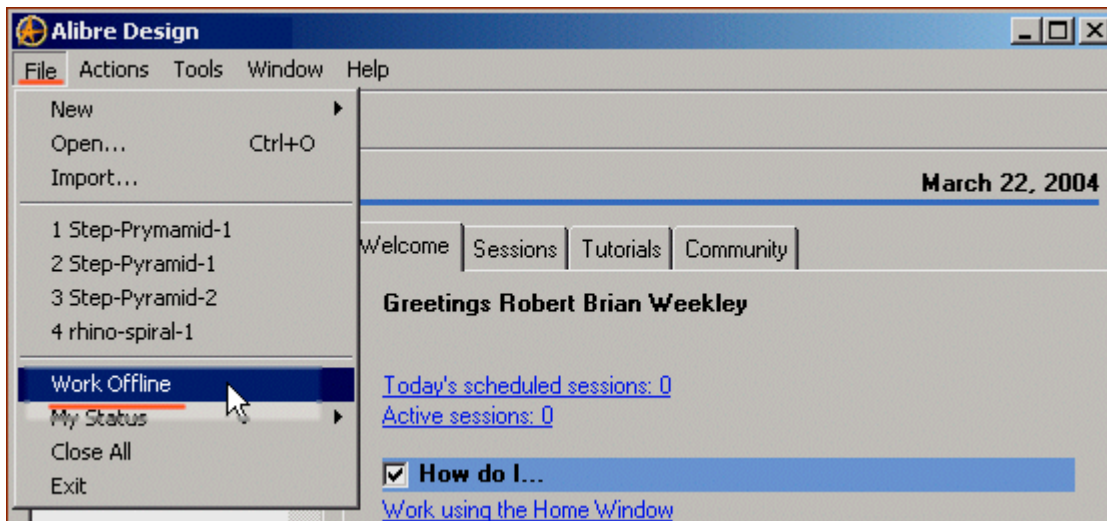 Alibre Design
File Actions Tools Window Help
New
Open... Ctrl+O
Import...
March 22, 2004
1 Step-Prymamid-1
2 Step-Pyramid-1
3 Step-Pyramid-2
4 rhino-spiral-1
Welcome Sessions Tutorials Community
Greetings Robert Brian Weekley
Work Offline
My Status
Close All
Exit
Today's scheduled sessions: 0
Active sessions: 0
How do I...
Work using the Home Window